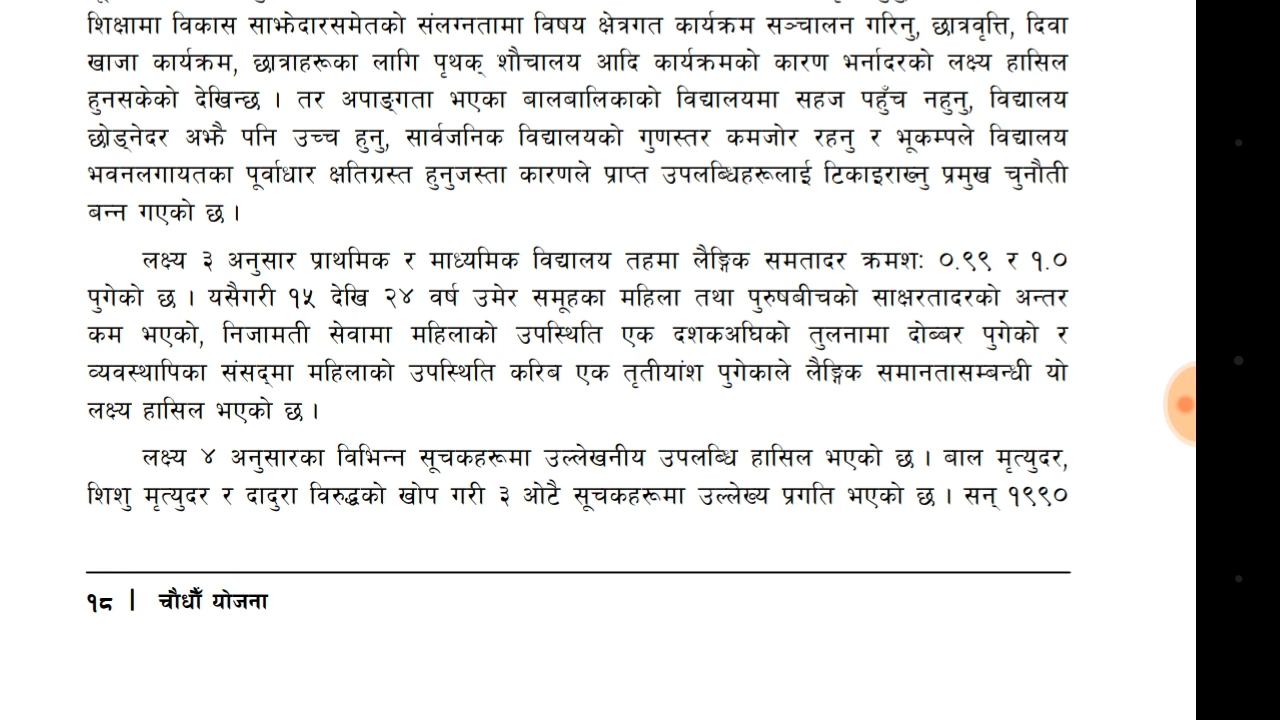 शिक्षामा विकास साझेदारसमेतको संलग्नतामा विषय क्षेत्रगत कार्यक्रम सञ्चालन गरिनु, छात्रवृत्ति, दिवा
खाजा कार्यक्रम, छात्राहरूका लागि पृथक् शौचालय आदि कार्यक्रमको कारण भर्नादरको लक्ष्य हासिल
हुनसकेको देखिन्छ । तर अपाङ्गता भएका बालबालिकाको विद्यालयमा सहज पहुँच नहुनु, विद्यालय
छोड्नेदर अझै पनि उच्च हुनु, सार्वजनिक विद्यालयको गुणस्तर कमजोर रहनु र भूकम्पले विद्यालय
भवनलगायतका पूर्वाधार क्षतिग्रस्त हुनुजस्ता कारणले प्राप्त उपलब्धिहरूलाई टिकाइराख्नु प्रमुख चुनौती
बन्न गएको छ ।
लक्ष्य ३ अनुसार प्राथमिक र माध्यमिक विद्यालय तहमा लैङ्गिक समतादर क्रमशः ०.९९ र १.०
पुगेको छ । यसैगरी १५ देखि २४ वर्ष उमेर समूहका महिला तथा पुरुषबीचको साक्षरतादरको अन्तर
कम भएको, निजामती सेवामा महिलाको उपस्थिति एक दशकअघिको तुलनामा दोब्बर पुगेको र
व्यवस्थापिका संसद्मा महिलाको उपस्थिति करिब एक तृतीयांश पुगेकाले लैङ्गिक समानतासम्बन्धी यो
लक्ष्य हासिल भएको छ ।
लक्ष्य ४ अनुसारका विभिन्न सूचकहरूमा उल्लेखनीय उपलब्धि हासिल भएको छ । बाल मृत्युदर,
शिशु मृत्युदर र दादुरा विरुद्धको खोप गरी ३ ओटै सूचकहरूमा उल्लेख्य प्रगति भएको छ । सन् १९९०
१८ | चौधौँ योजना